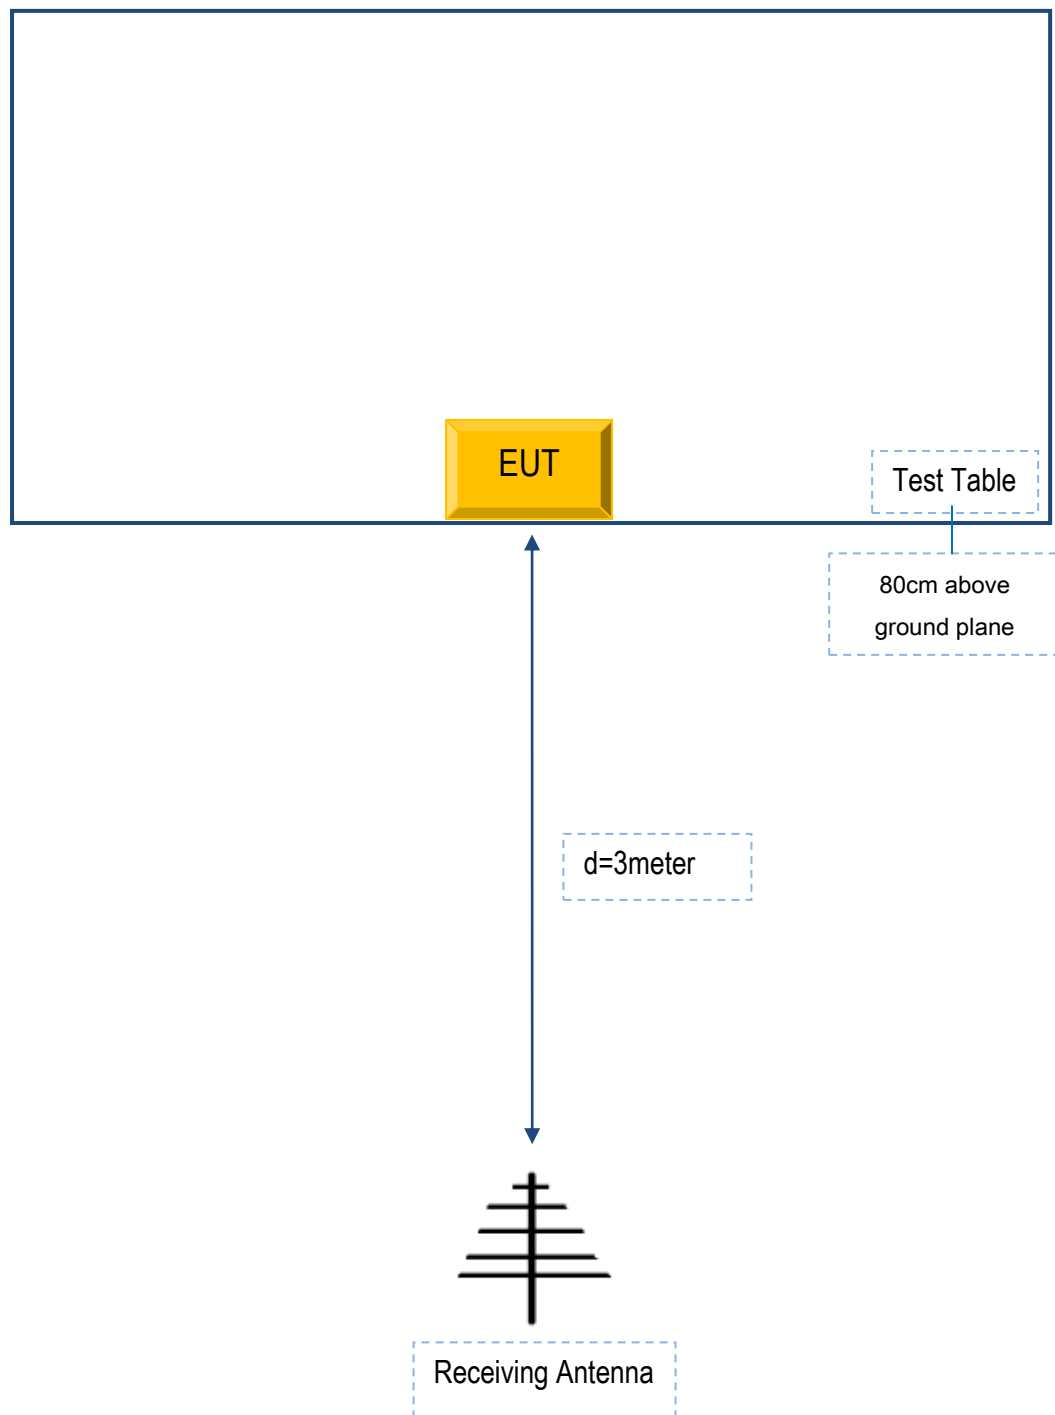 EUT
Test Table
80cm above
ground plane
d=3meter
Receiving Antenna